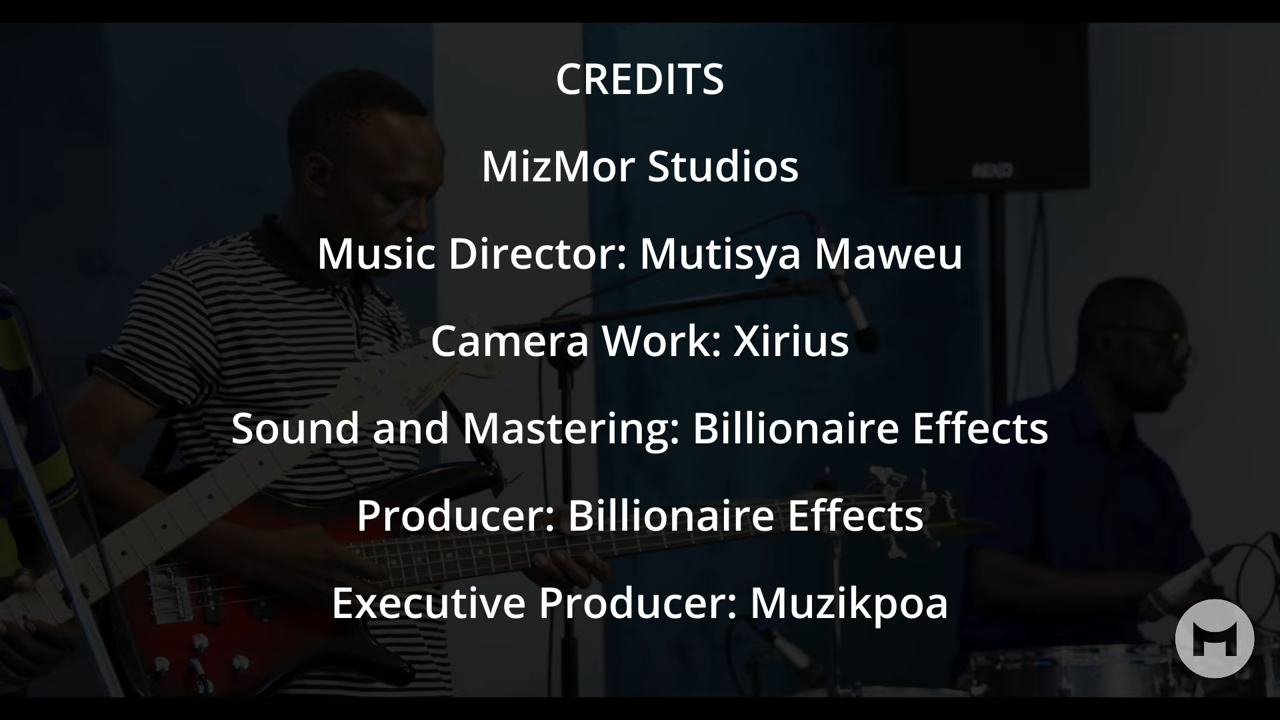 CREDITS
MizMor Studios
Music Director: Mutisya Maweu
Camera Work: Xirius
Sound and Mastering: Billionaire Effects
Producer: Billionaire Effects
Executive Producer: Muzikpoa